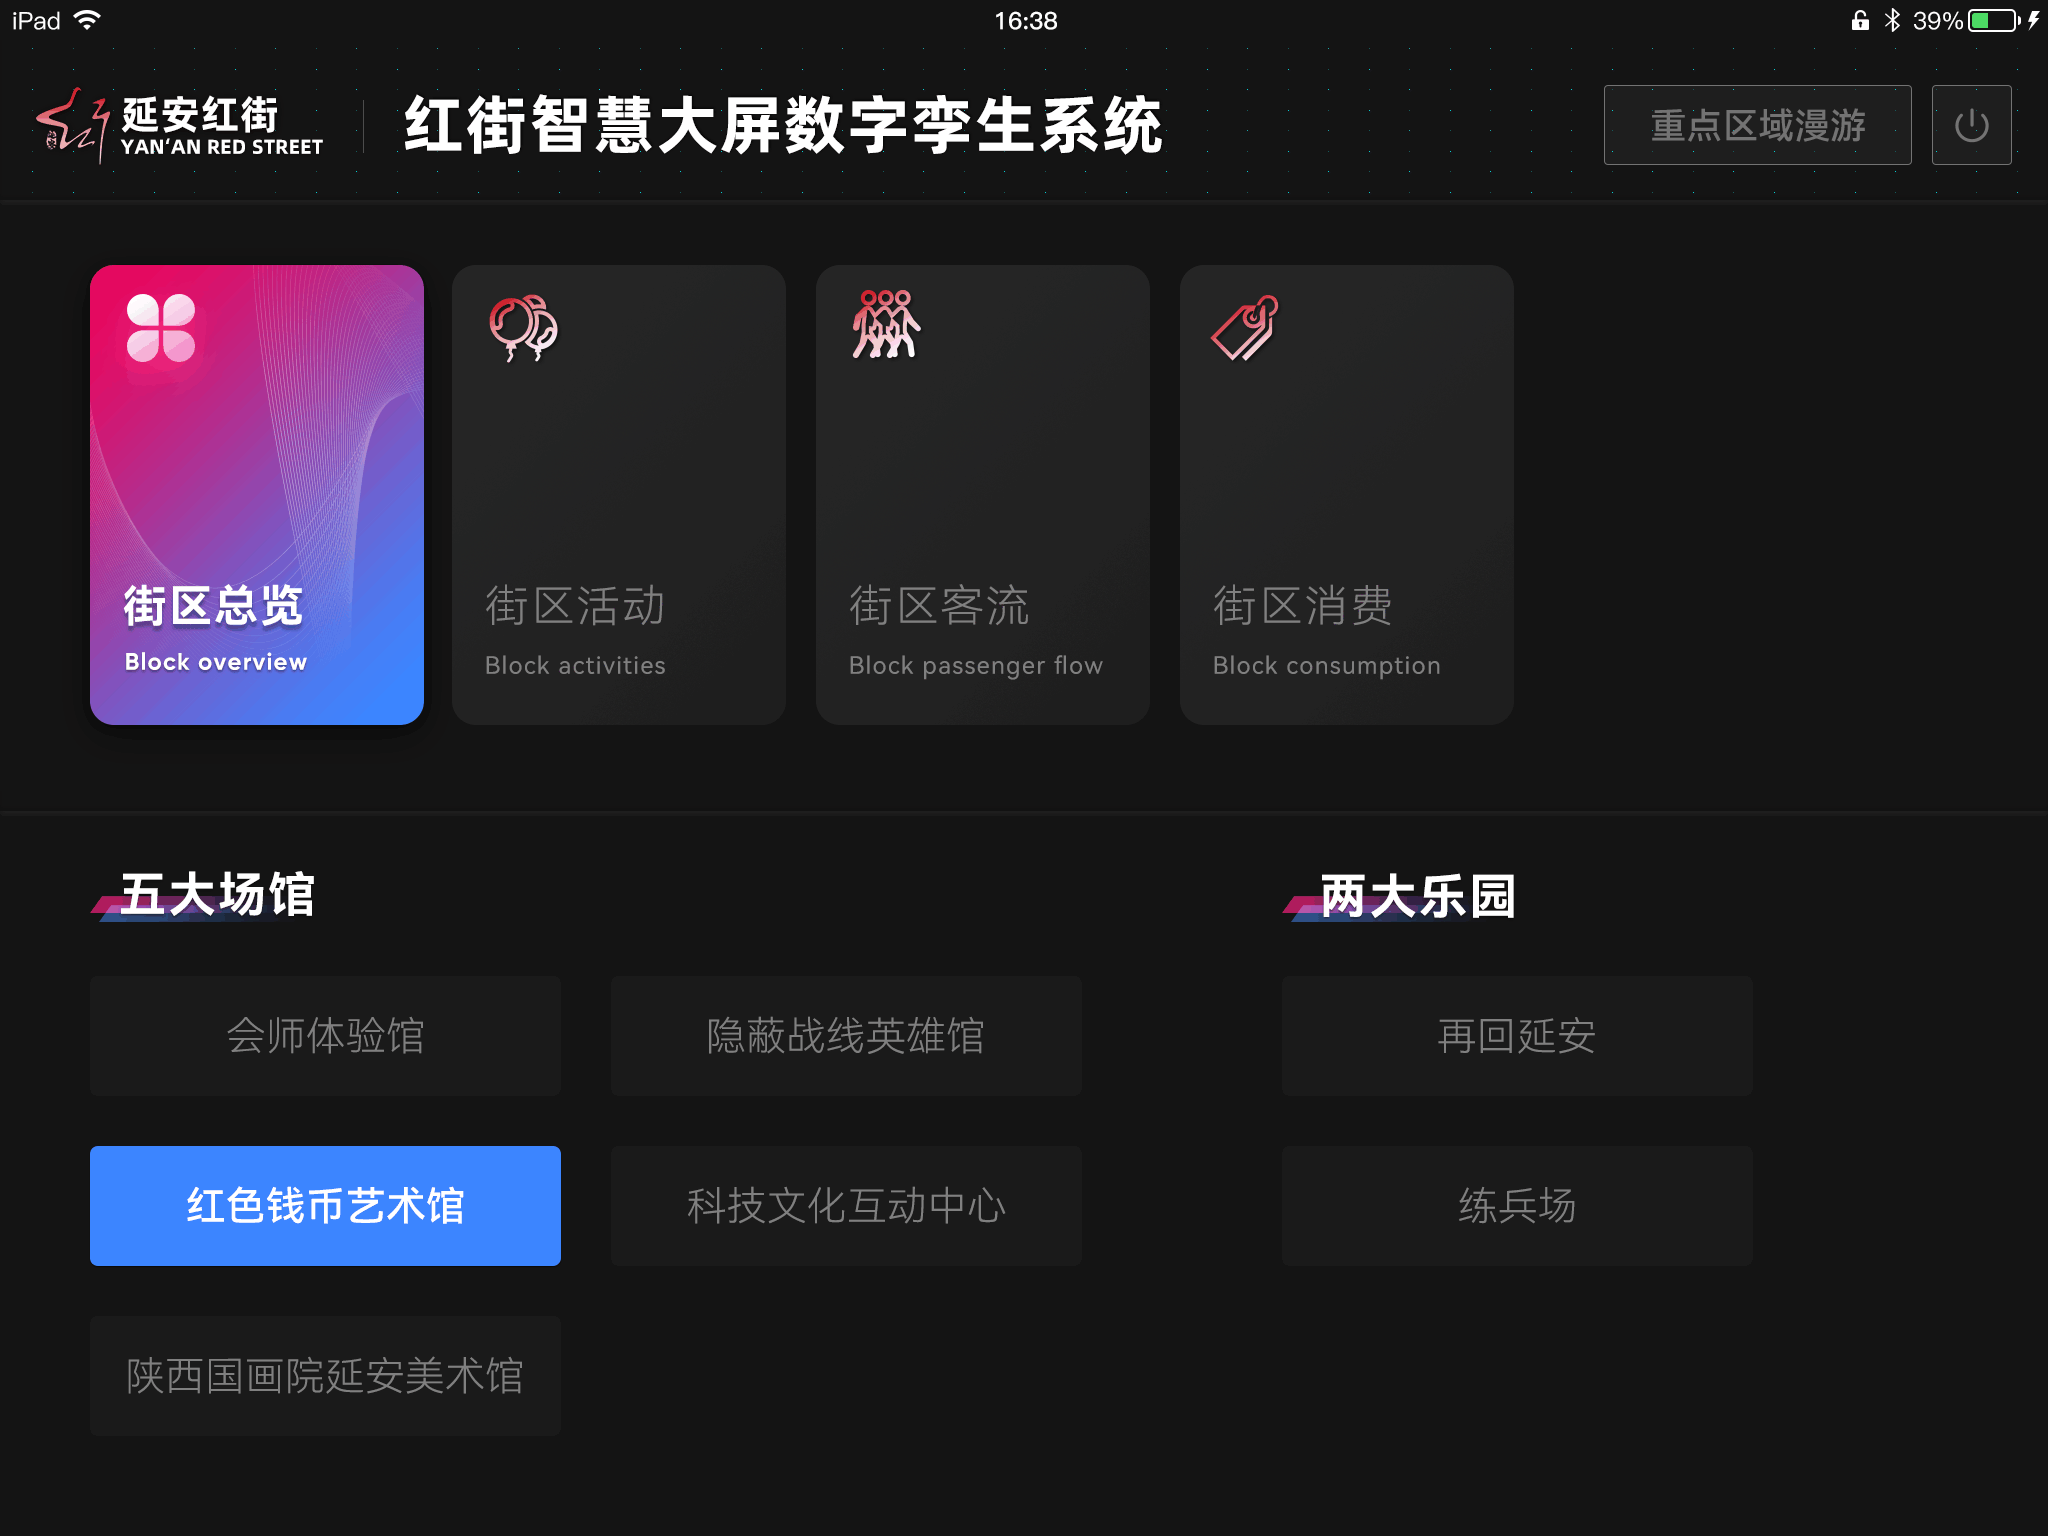 iPad
16:38
39%
延安红街
YAN'AN RED STREET
红街智慧大屏数字孪生系统
重点区域漫游
街区总览
Block overview
街区活动
Block activities
街区客流
Block passenger flow
街区消费
Block consumption
五大场馆
会师体验馆
隐蔽战线英雄馆
红色钱币艺术馆
科技文化互动中心
陕西国画院延安美术馆
两大乐园
再回延安
练兵场